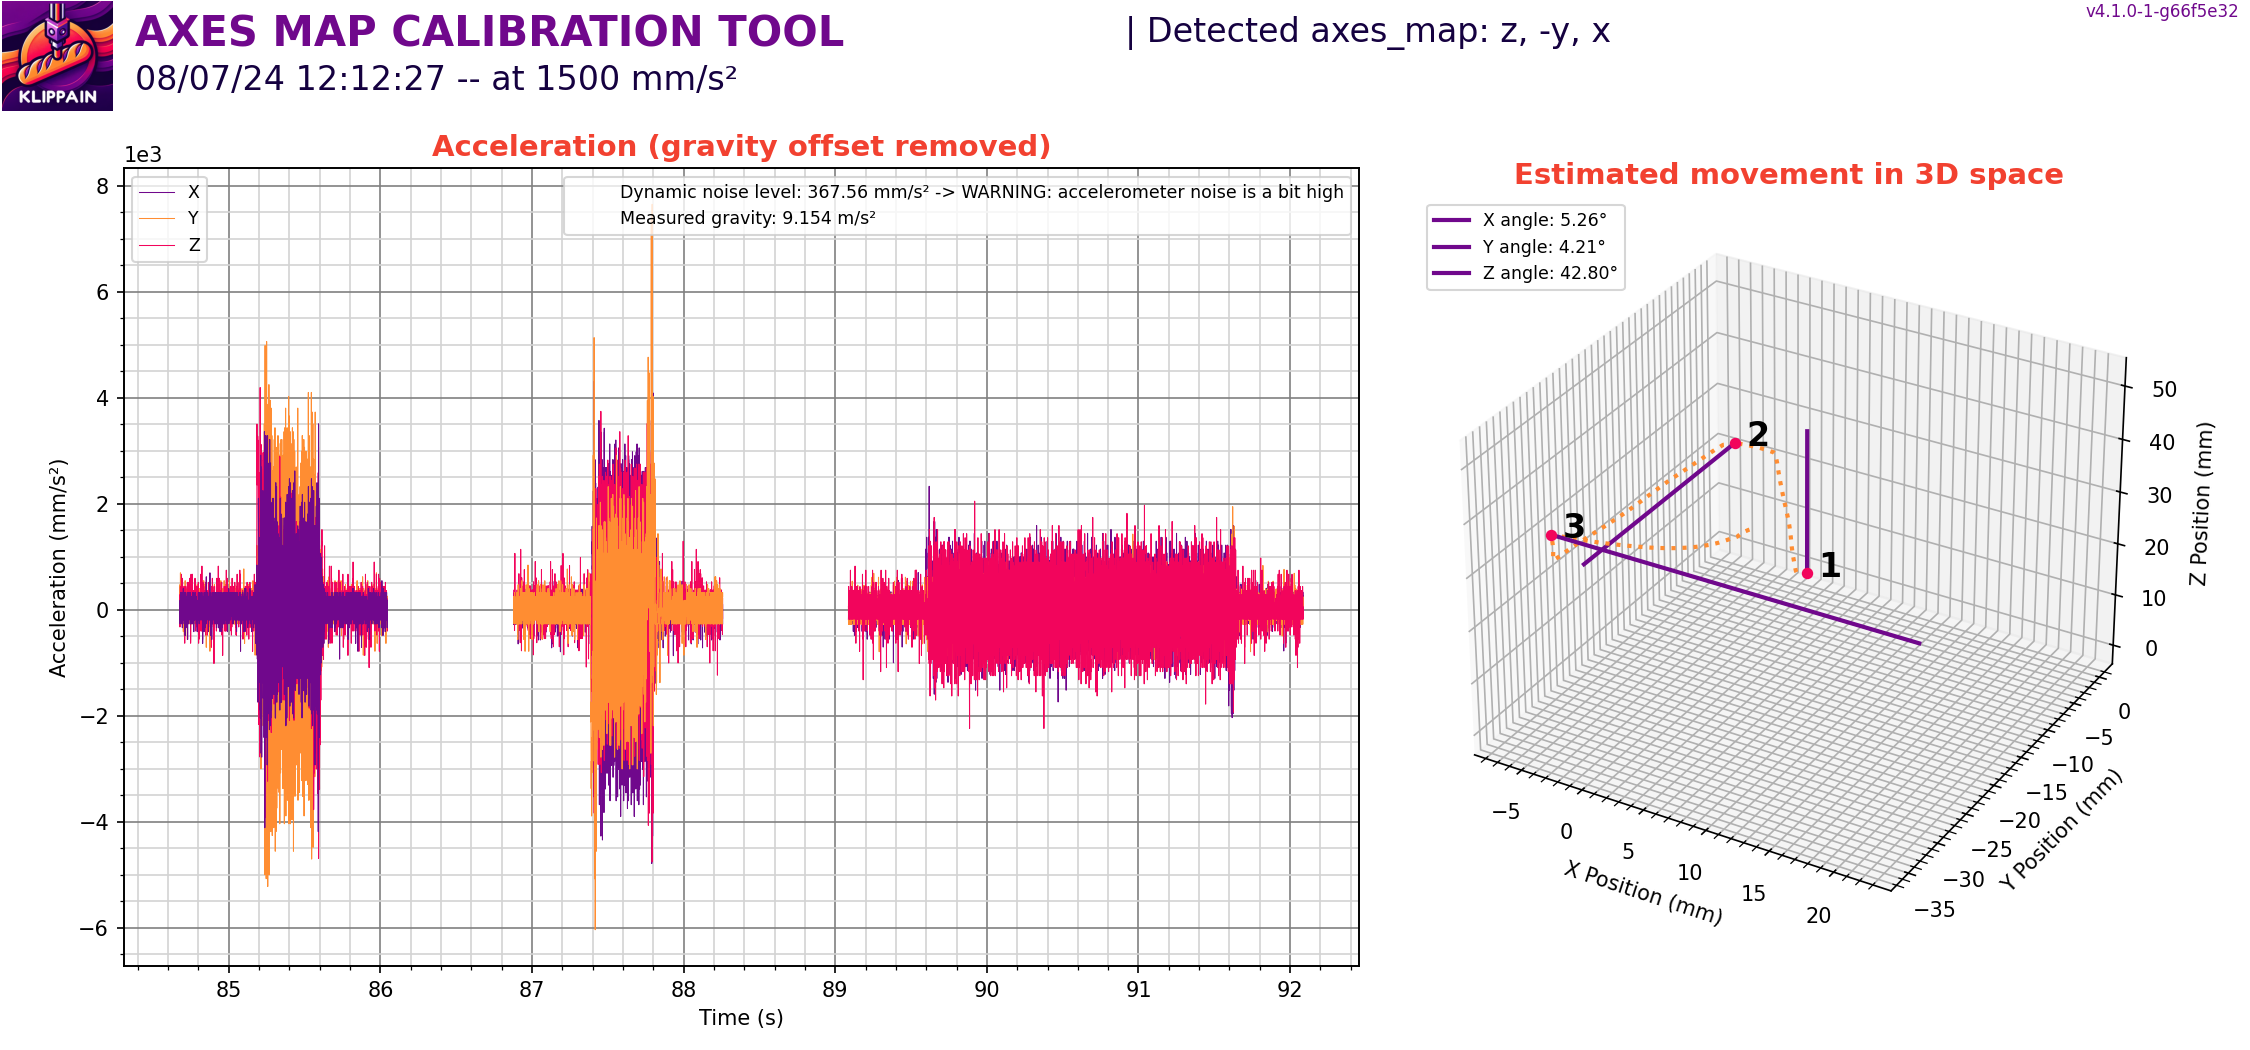 KLIPPAIN
AXES MAP CALIBRATION TOOL
08/07/24 12:12:27 -- at 1500 mm/s²
| Detected axes_map: z, -y, x
v4.1.0-1-g66f5e32
Acceleration (gravity offset removed)
1e3
X
Y
Z
Dynamic noise level: 367.56 mm/s² -> WARNING: accelerometer noise is a bit high
Measured gravity: 9.154 m/s²
8
6
4
2
0
−2
−4
−6
Acceleration (mm/s²)
85
86
87
88
89
90
91
92
Time (s)
Estimated movement in 3D space
X angle: 5.26°
Y angle: 4.21°
Z angle: 42.80°
2
3
1
50
40
30
20
10
0
Z Position (mm)
0
−5
−10
−15
−20
−25
−30
−35
Y Position (mm)
−5
0
5
10
15
20
X Position (mm)